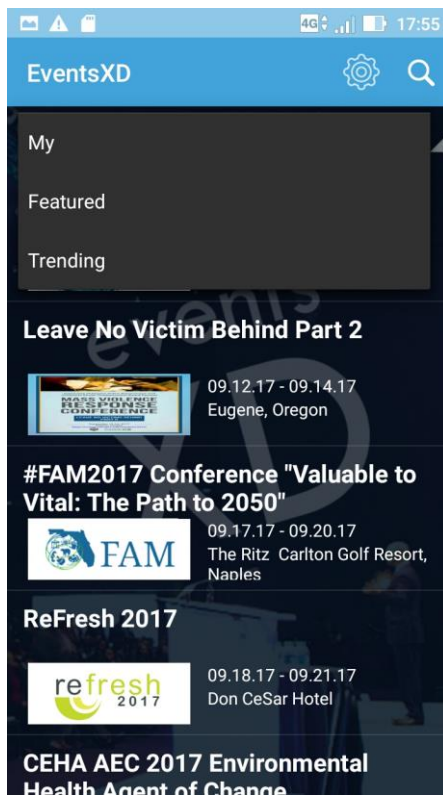 4G 17:55
EventsXD
My
Featured
Trending
events
XD
Leave No Victim Behind Part 2
MASS VIOLENCE
RESPONSE
CONFERENCE
09.12.17 - 09.14.17
Eugene, Oregon
#FAM2017 Conference "Valuable to
Vital: The Path to 2050"
FAM
09.17.17 - 09.20.17
The Ritz Carlton Golf Resort,
Naples
ReFresh 2017
refresh
2017
09.18.17 - 09.21.17
Don CeSar Hotel
CEHA AEC 2017 Environmental
Health Agent of Change